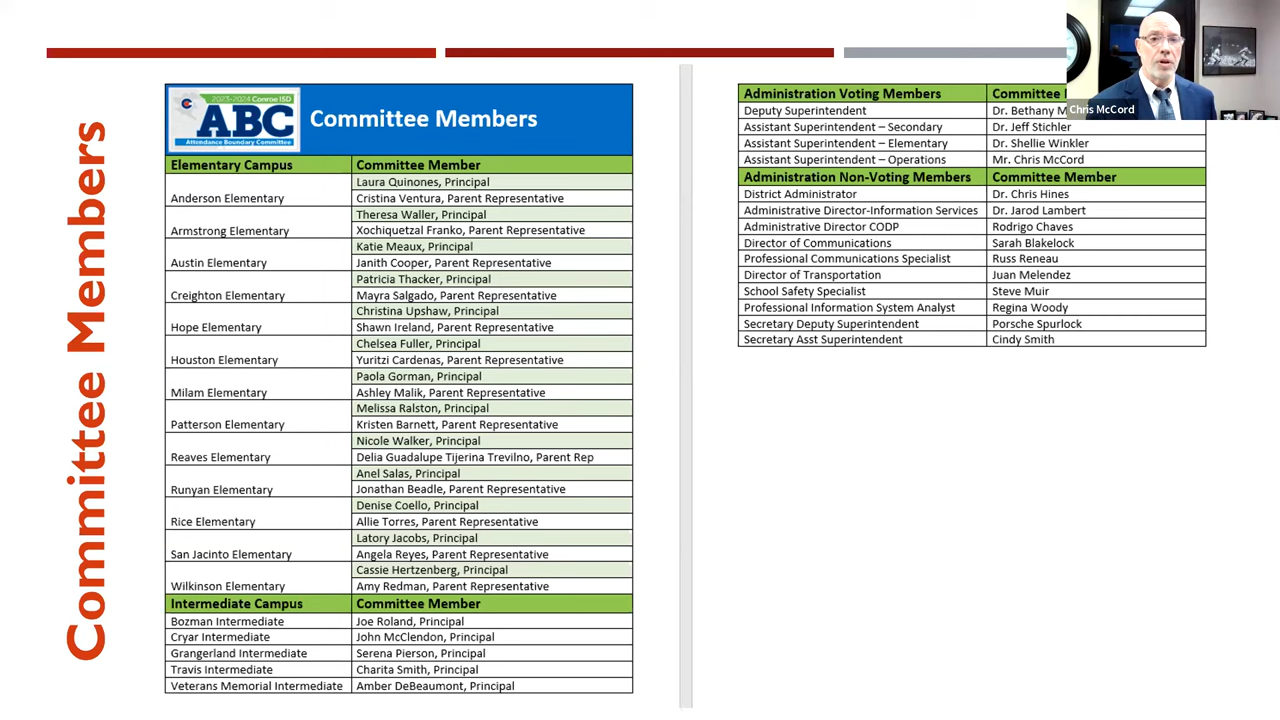 Committee Members
2023-2024 Conroe ISD
ABC
Attendance Boundary Committee
Committee Members
Elementary Campus Committee Member
Anderson Elementary
Laura Quinones, Principal
Cristina Ventura, Parent Representative
Armstrong Elementary
Theresa Waller, Principal
Xochiquetzal Franko, Parent Representative
Austin Elementary
Katie Meaux, Principal
Janith Cooper, Parent Representative
Creighton Elementary
Patricia Thacker, Principal
Mayra Salgado, Parent Representative
Hope Elementary
Christina Upshaw, Principal
Shawn Ireland, Parent Representative
Houston Elementary
Chelsea Fuller, Principal
Yuritzi Cardenas, Parent Representative
Milam Elementary
Paola Gorman, Principal
Ashley Malik, Parent Representative
Patterson Elementary
Melissa Ralston, Principal
Kristen Barnett, Parent Representative
Reaves Elementary
Nicole Walker, Principal
Delia Guadalupe Tijerina Trevilno, Parent Rep
Runyan Elementary
Anel Salas, Principal
Jonathan Beadle, Parent Representative
Rice Elementary
Denise Coello, Principal
Allie Torres, Parent Representative
San Jacinto Elementary
Latory Jacobs, Principal
Angela Reyes, Parent Representative
Wilkinson Elementary
Cassie Hertzenberg, Principal
Amy Redman, Parent Representative
Intermediate Campus Committee Member
Bozman Intermediate Joe Roland, Principal
Cryar Intermediate John McClendon, Principal
Grangerland Intermediate Serena Pierson, Principal
Travis Intermediate Charita Smith, Principal
Veterans Memorial Intermediate Amber DeBeaumont, Principal
Administration Voting Members Committee
Deputy Superintendent Dr. Bethany
Assistant Superintendent – Secondary Dr. Jeff Stichler
Assistant Superintendent – Elementary Dr. Shellie Winkler
Assistant Superintendent – Operations Mr. Chris McCord
Administration Non-Voting Members Committee Member
District Administrator Dr. Chris Hines
Administrative Director-Information Services Dr. Jarod Lambert
Administrative Director CODP Rodrigo Chaves
Director of Communications Sarah Blakelock
Professional Communications Specialist Russ Reneau
Director of Transportation Juan Melendez
School Safety Specialist Steve Muir
Professional Information System Analyst Regina Woody
Secretary Deputy Superintendent Porsche Spurlock
Secretary Asst Superintendent Cindy Smith
Chris McCord